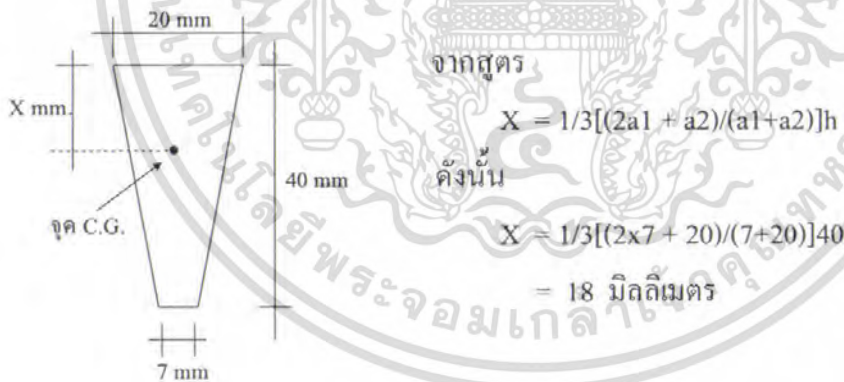 20 mm
จากสูตร
X mm.
X = 1/3[(2a1 + a2)/(a1+a2)]h
40 mm
ดังนั้น
จุด C.G.
X = 1/3[(2x7 + 20)/(7+20)]40
= 18 มิลลิเมตร
7 mm